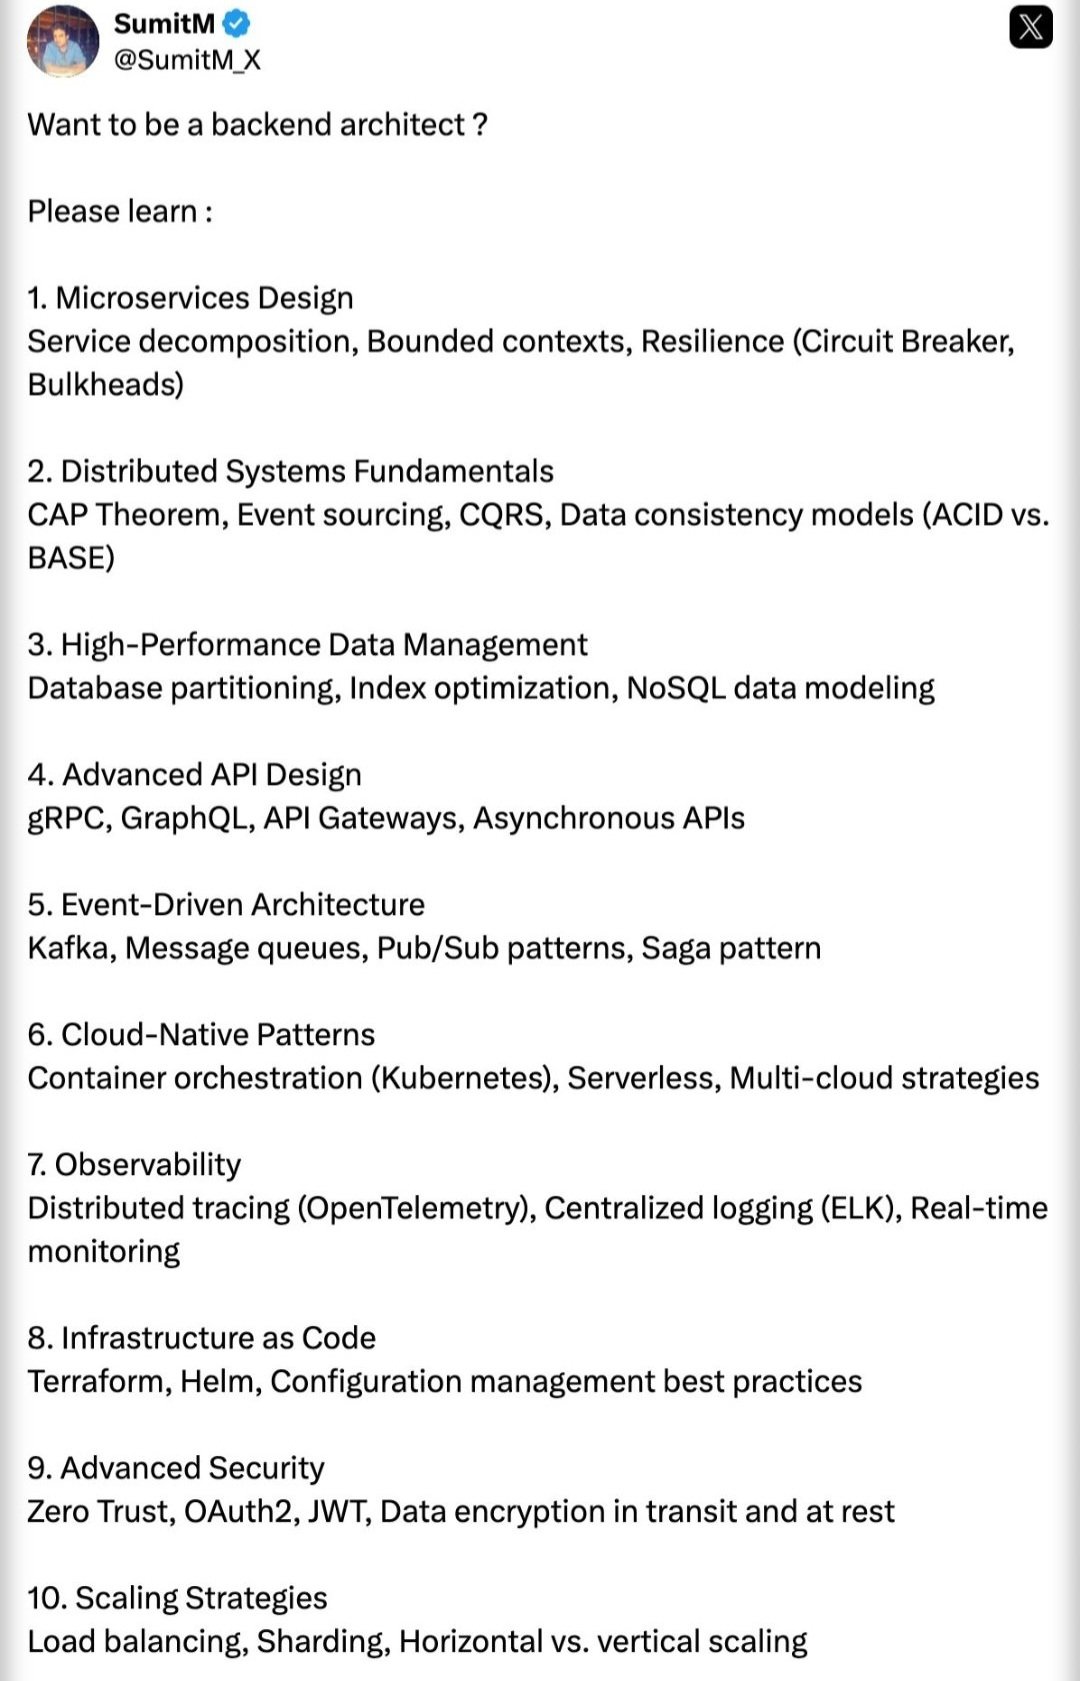 SumitM
@SumitM_X
X
Want to be a backend architect ?
Please learn :
1. Microservices Design
Service decomposition, Bounded contexts, Resilience (Circuit Breaker,
Bulkheads)
2. Distributed Systems Fundamentals
CAP Theorem, Event sourcing, CQRS, Data consistency models (ACID vs.
BASE)
3. High-Performance Data Management
Database partitioning, Index optimization, NoSQL data modeling
4. Advanced API Design
gRPC, GraphQL, API Gateways, Asynchronous APIs
5. Event-Driven Architecture
Kafka, Message queues, Pub/Sub patterns, Saga pattern
6. Cloud-Native Patterns
Container orchestration (Kubernetes), Serverless, Multi-cloud strategies
7. Observability
Distributed tracing (OpenTelemetry), Centralized logging (ELK), Real-time
monitoring
8. Infrastructure as Code
Terraform, Helm, Configuration management best practices
9. Advanced Security
Zero Trust, OAuth2, JWT, Data encryption in transit and at rest
10. Scaling Strategies
Load balancing, Sharding, Horizontal vs. vertical scaling